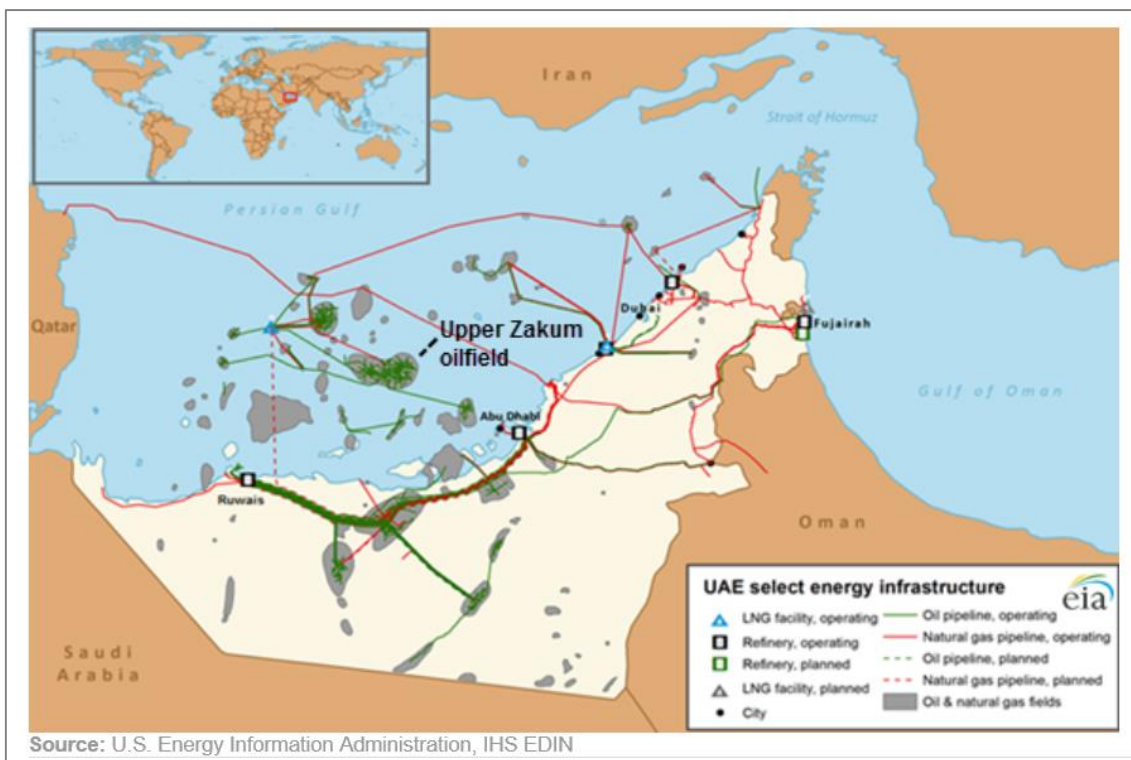 Iran
Strait of Hormuz
Persian Gulf
Qatar
Upper Zakum
oilfield
Dubai
Fujairah
Gulf of Oman
Abu Dhabi
Ruwais
Oman
Saudi
Arabia
UAE select energy infrastructure
eia
LNG facility, operating
Refinery, operating
Refinery, planned
LNG facility, planned
City
Oil pipeline, operating
Natural gas pipeline, operating
Oil pipeline, planned
Natural gas pipeline, planned
Oil & natural gas fields
Source: U.S. Energy Information Administration, IHS EDIN